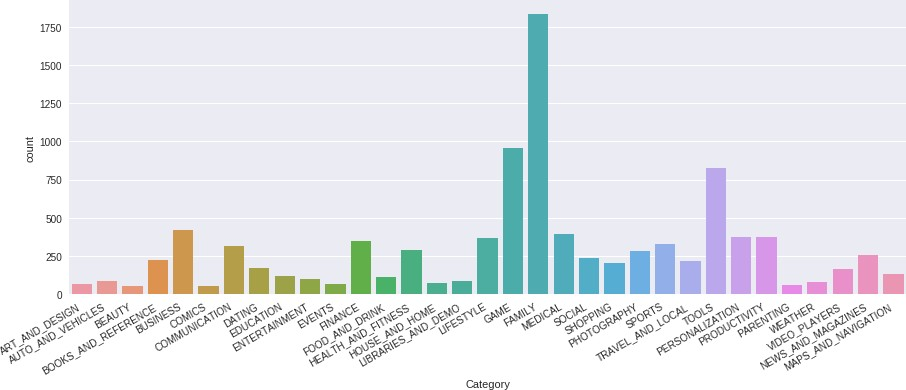 1750
1500
1250
1000
750
500
250
0
count
ART_AND_DESIGN
AUTO_AND_VEHICLES
BEAUTY
BOOKS_AND_REFERENCE
BUSINESS
COMICS
COMMUNICATION
DATING
EDUCATION
ENTERTAINMENT
EVENTS
FINANCE
FOOD_AND_DRINK
HEALTH_AND_FITNESS
HOUSE_AND_HOME
LIBRARIES_AND_DEMO
LIFESTYLE
GAME
FAMILY
MEDICAL
SOCIAL
SHOPPING
PHOTOGRAPHY
SPORTS
TRAVEL_AND_LOCAL
TOOLS
PERSONALIZATION
PRODUCTIVITY
PARENTING
WEATHER
VIDEO_PLAYERS
NEWS_AND_MAGAZINES
MAPS_AND_NAVIGATION
Category